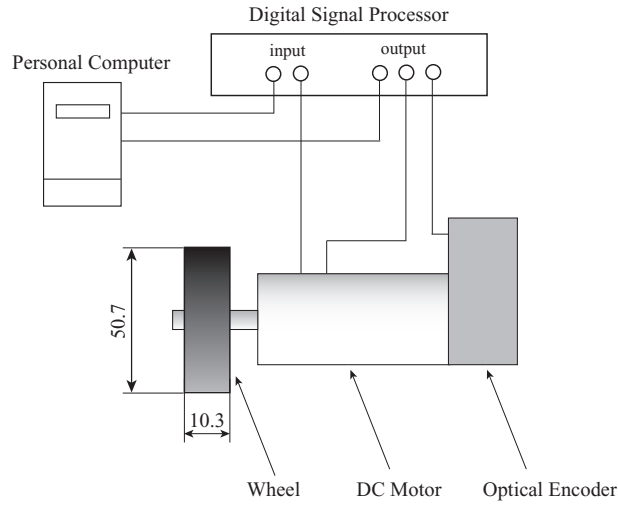 Digital Signal Processor
input
output
Personal Computer
50.7
10.3
Wheel
DC Motor
Optical Encoder